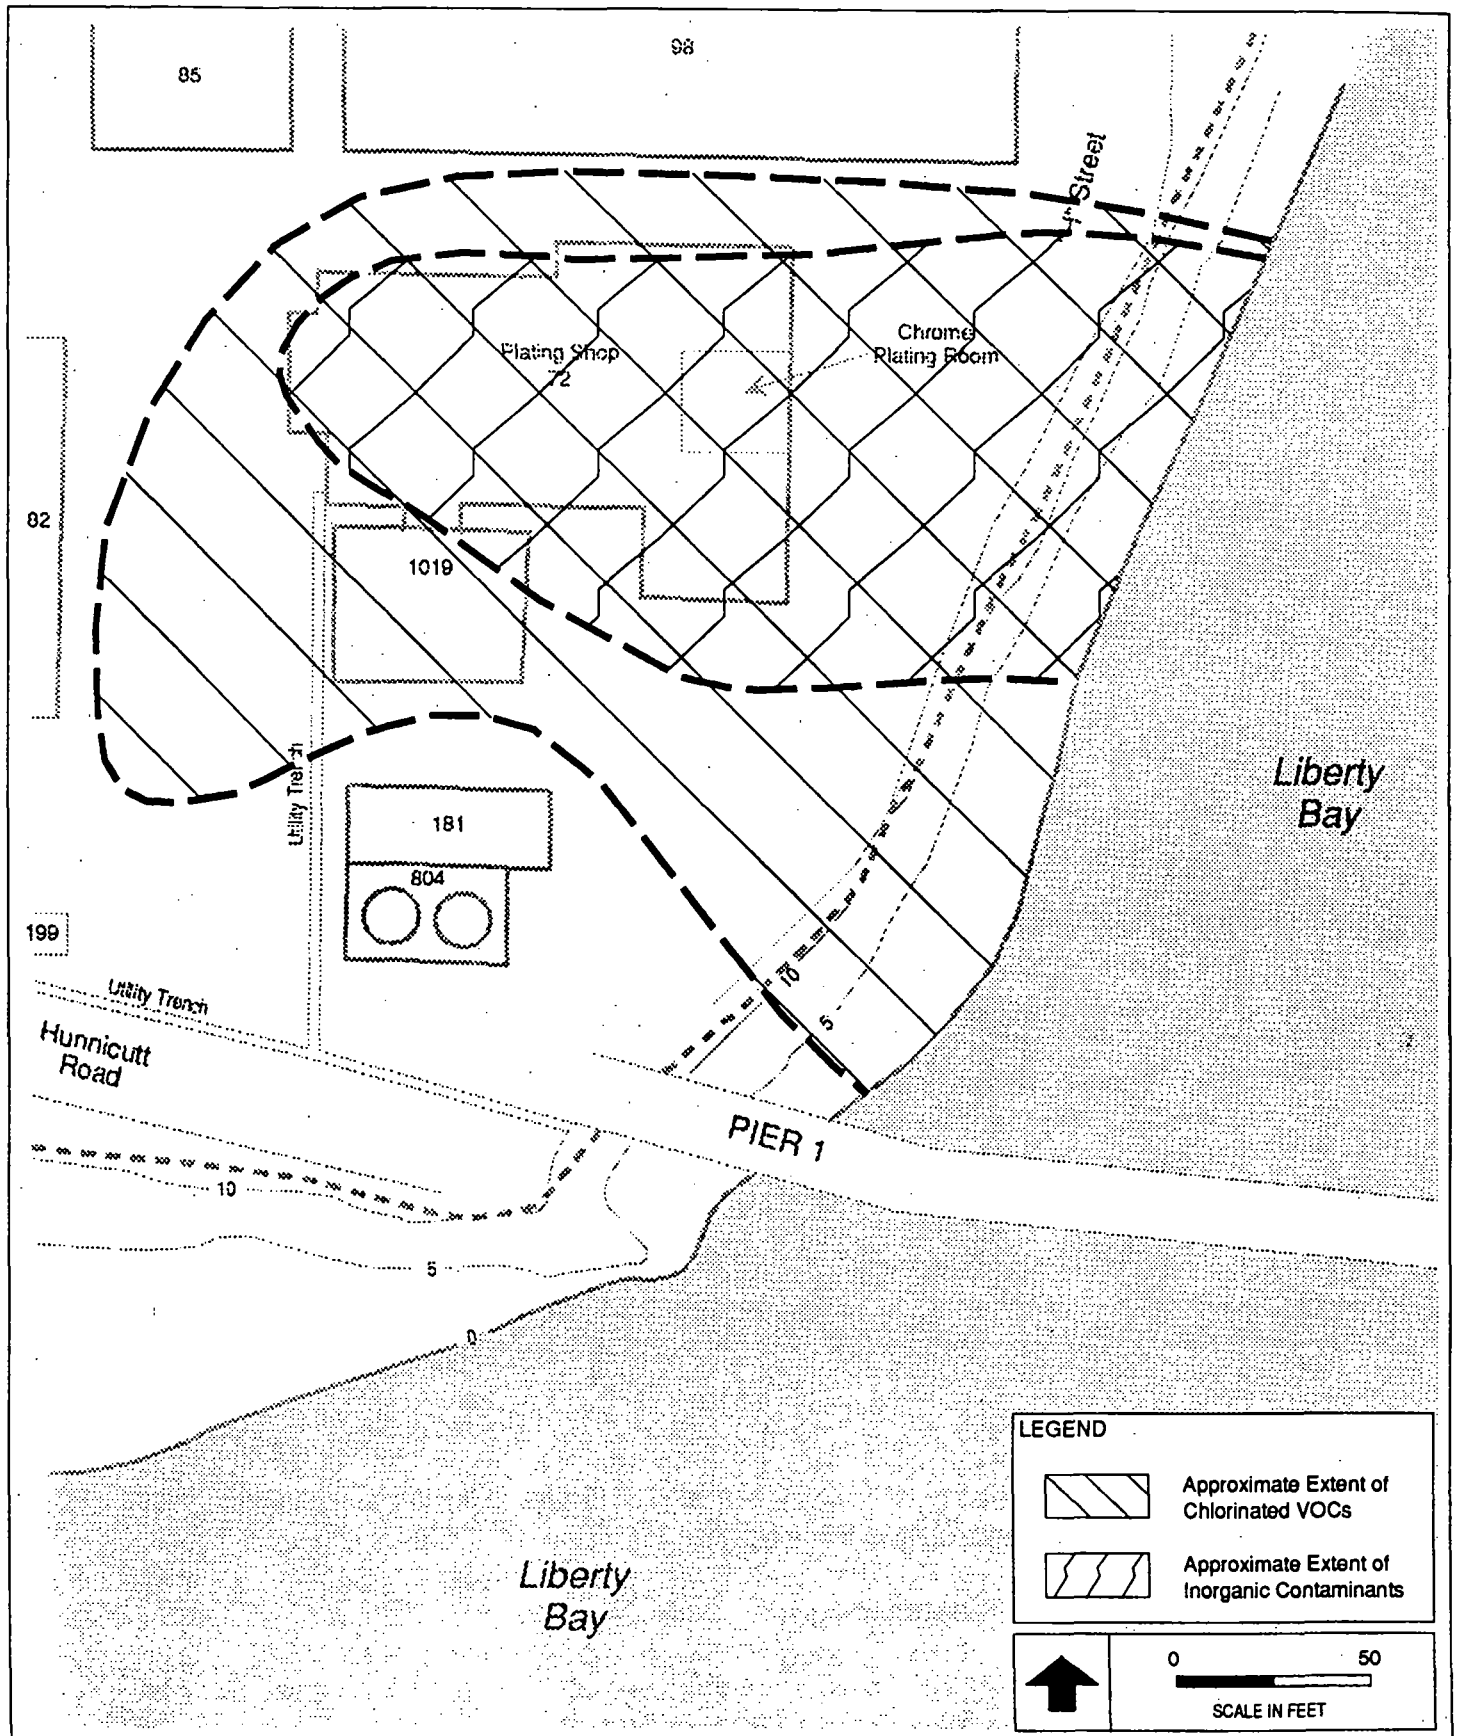 85
98
Street
Chrome
Plating Room
Plating Shop
72
82
1019
Utility Trench
Liberty
Bay
181
804
199
10
5
Utility Trench
Hunnicutt
Road
PIER 1
10
5
0
LEGEND
Approximate Extent of
Chlorinated VOCs
Approximate Extent of
Inorganic Contaminants
Liberty
Bay
0 50
SCALE IN FEET